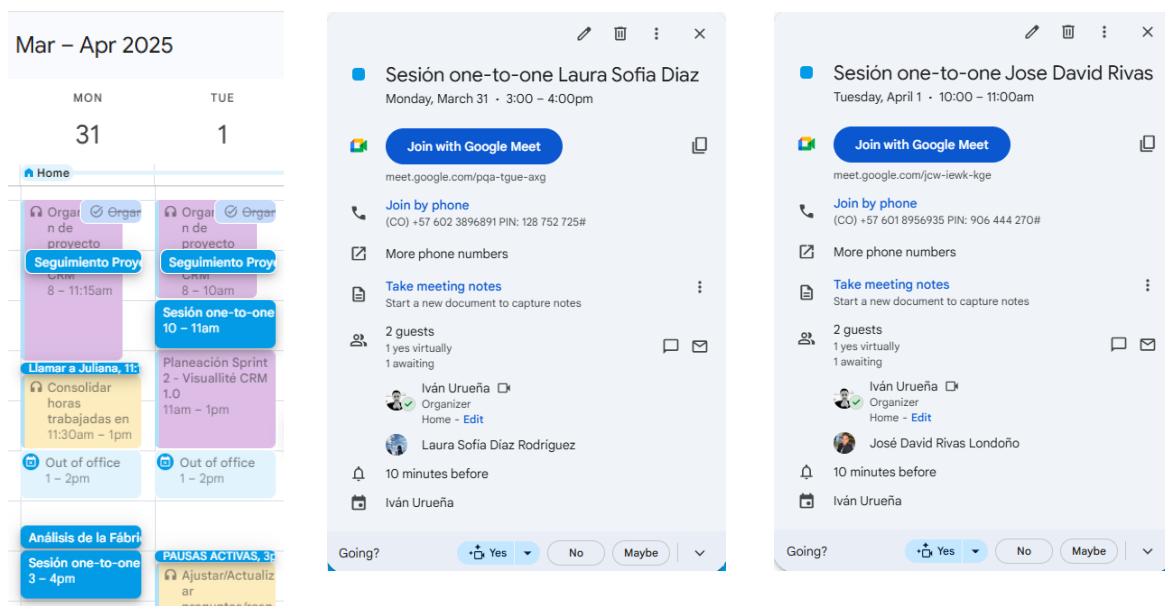 Mar – Apr 2025
MON
31
TUE
1
Home
Orgar
n de
proyecto
CRM
8 – 11:15am
Orgar
Seguimiento Proye
Llamar a Juliana, 11:1
Consolidar
horas
trabajadas en
11:30am – 1pm
Out of office
1 – 2pm
Análisis de la Fábri
Sesión one-to-one
3 – 4pm
Orgar
n de
proyecto
CRM
8 – 10am
Orgar
Seguimiento Proye
Sesión one-to-one
10 – 11am
Planeación Sprint
2 - Visuallité CRM
1.0
11am – 1pm
Out of office
1 – 2pm
PAUSAS ACTIVAS, 3p
Ajustar/Actualiz
ar
Sesión one-to-one Laura Sofia Diaz
Monday, March 31 • 3:00 – 4:00pm
Join with Google Meet
meet.google.com/pqa-tgue-axg
Join by phone
(CO) +57 602 3896891 PIN: 128 752 725#
More phone numbers
Take meeting notes
Start a new document to capture notes
2 guests
1 yes virtually
1 awaiting
Iván Urueña
Organizer
Home - Edit
Laura Sofía Díaz Rodríguez
10 minutes before
Iván Urueña
Going?
Yes
No
Maybe
Sesión one-to-one Jose David Rivas
Tuesday, April 1 • 10:00 – 11:00am
Join with Google Meet
meet.google.com/jcw-iewk-kge
Join by phone
(CO) +57 601 8956935 PIN: 906 444 270#
More phone numbers
Take meeting notes
Start a new document to capture notes
2 guests
1 yes virtually
1 awaiting
Iván Urueña
Organizer
Home - Edit
José David Rivas Londoño
10 minutes before
Iván Urueña
Going?
Yes
No
Maybe